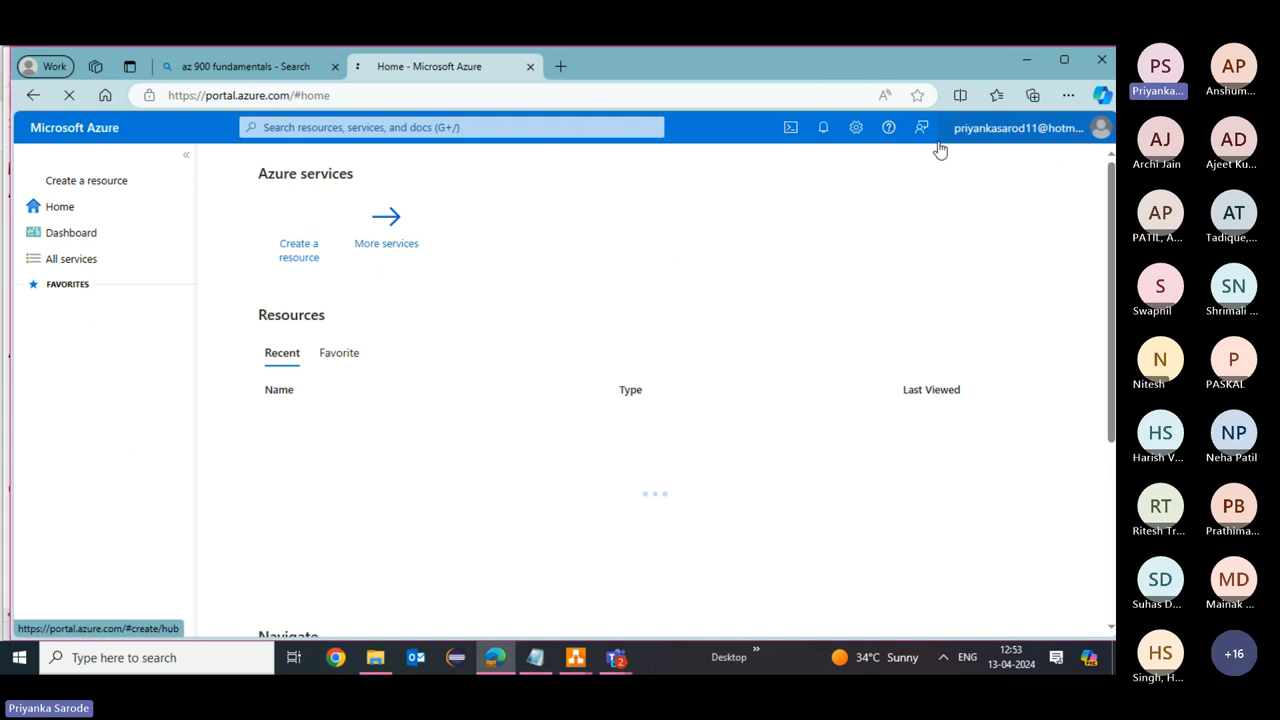 Work
az 900 fundamentals - Search
Home - Microsoft Azure
https://portal.azure.com/#home
Microsoft Azure
Search resources, services, and docs (G+/)
priyankasarod11@hotm...
Create a resource
Home
Dashboard
All services
FAVORITES
Azure services
Create a
resource
More services
Resources
Recent
Favorite
Name
Type
Last Viewed
Navigate
https://portal.azure.com/#create/hub
Type here to search
2
Desktop
34°C Sunny
ENG
12:53
13-04-2024
Priyanka Sarode
PS
Priyanka...
AP
Anshum...
AJ
Archi Jain
AD
Ajeet Ku...
AP
PATIL, A...
AT
Tadique,...
S
Swapnil
SN
Shrimali ...
N
Nitesh
P
PASKAL
HS
Harish V...
NP
Neha Patil
RT
Ritesh Tr...
PB
Prathima...
SD
Suhas D...
MD
Mainak ...
HS
Singh, H...
+16